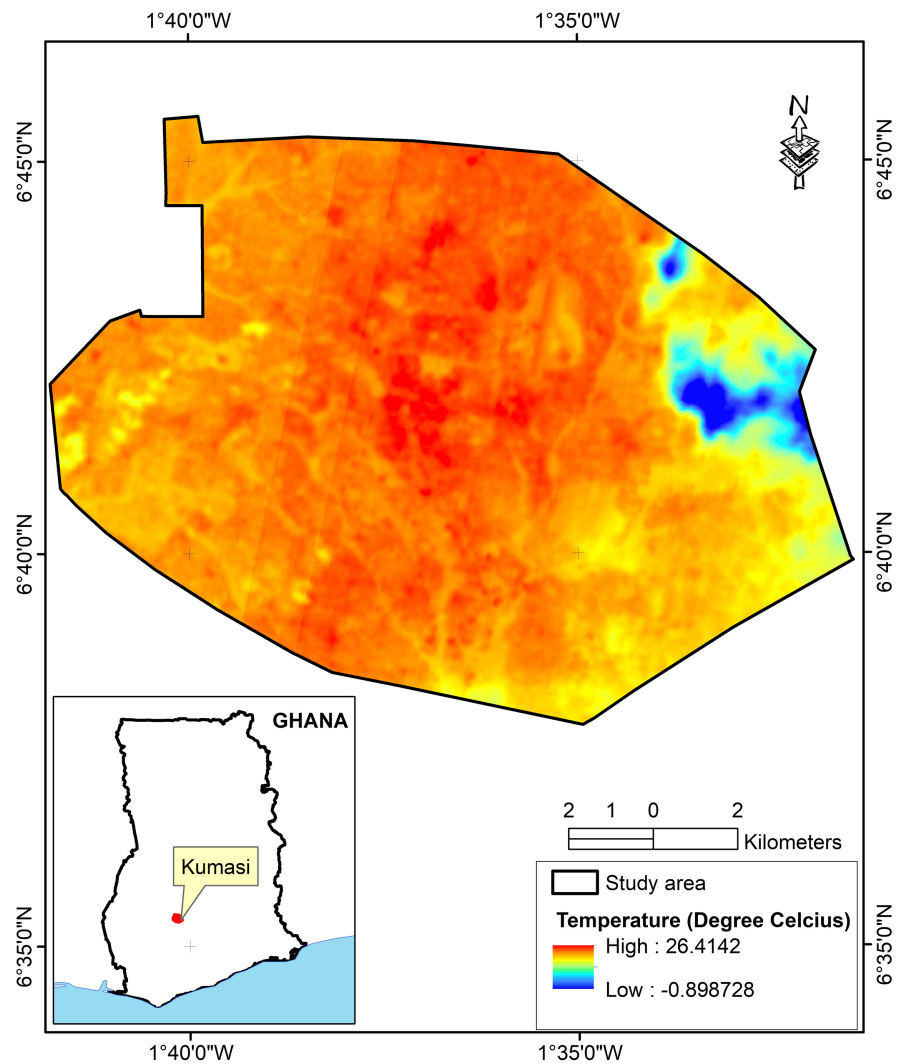 1°40'0"W
1°35'0"W
N
6°45'0"N
6°45'0"N
6°40'0"N
6°40'0"N
GHANA
Kumasi
2 1 0 2
Kilometers
Study area
Temperature (Degree Celcius)
High : 26.4142
Low : -0.898728
6°35'0"N
6°35'0"N
1°40'0"W
1°35'0"W